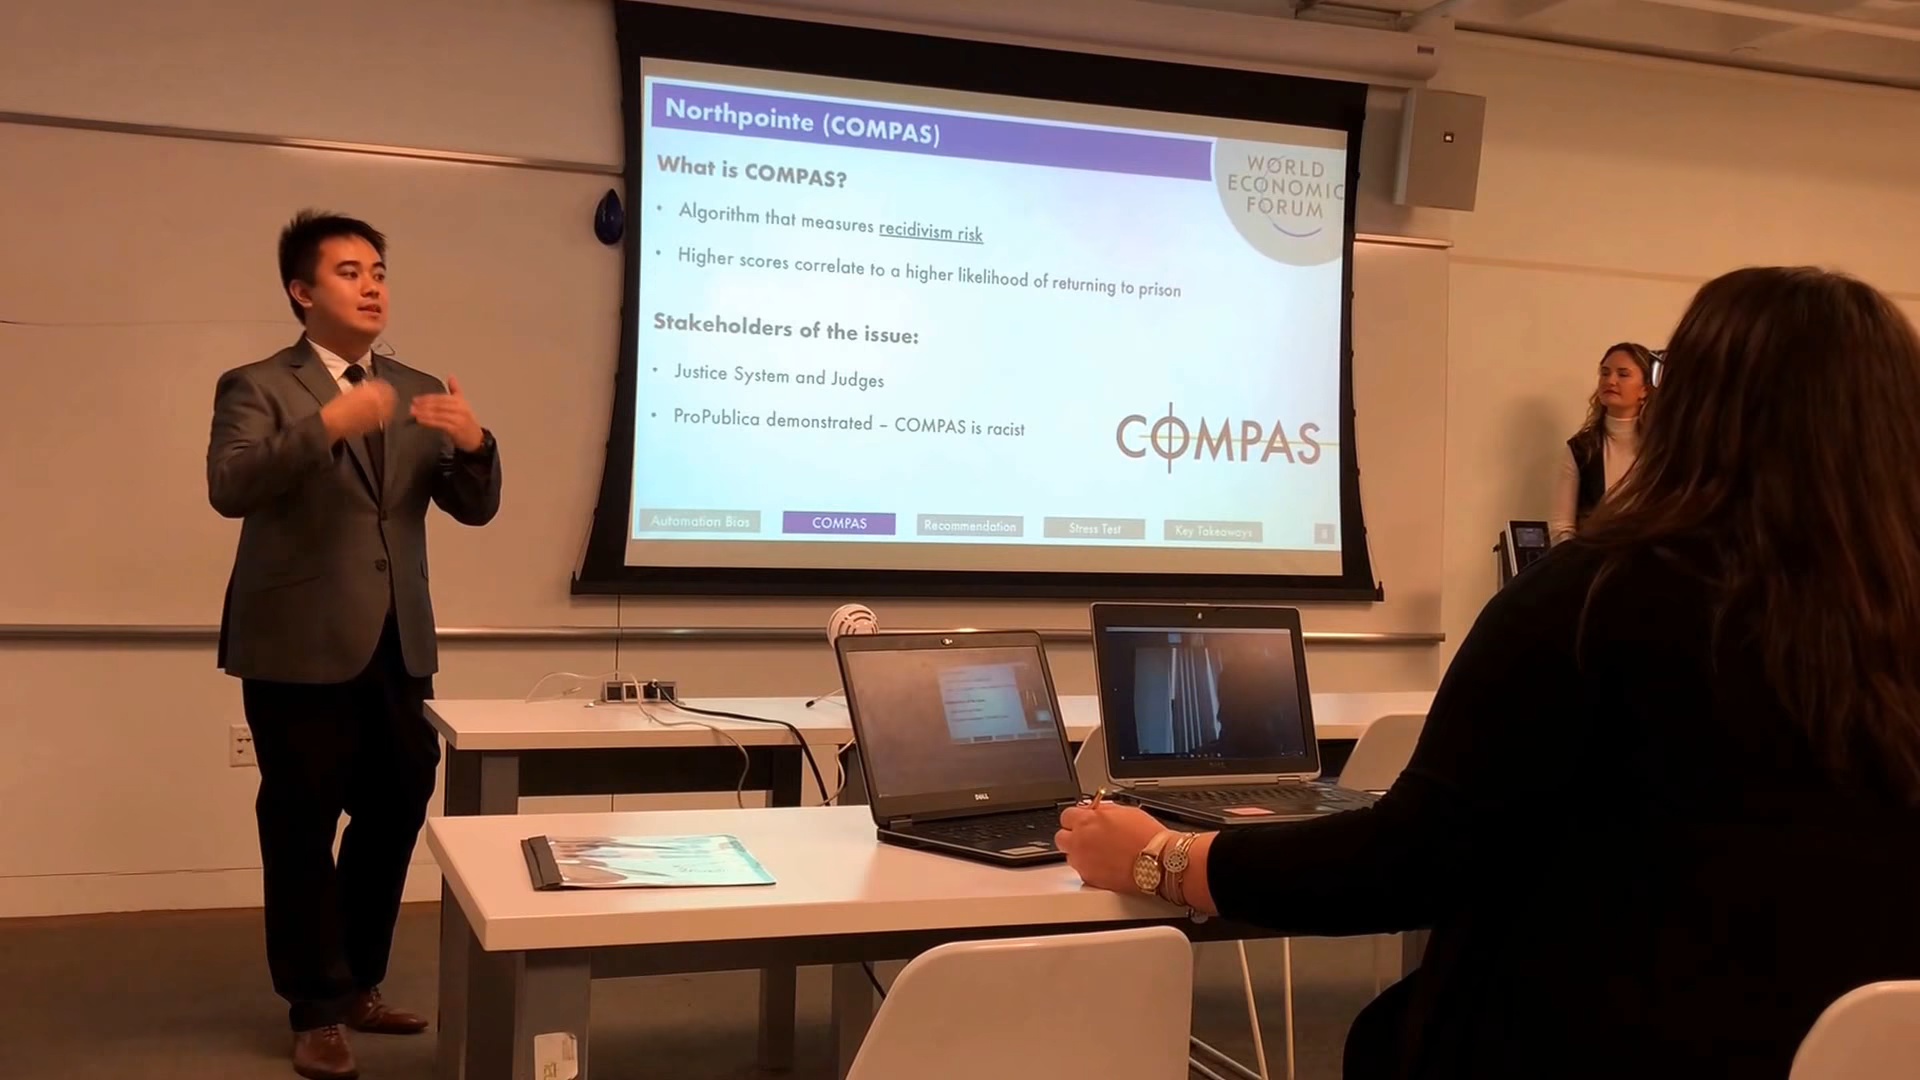 Northpointe (COMPAS)
WORLD
ECONOMIC
FORUM
What is COMPAS?
• Algorithm that measures recidivism risk
• Higher scores correlate to a higher likelihood of returning to prison
Stakeholders of the issue:
• Justice System and Judges
• ProPublica demonstrated – COMPAS is racist
COMPAS
Automation Bias
COMPAS
Recommendation
Stress Test
Key Takeaways
8
DELL